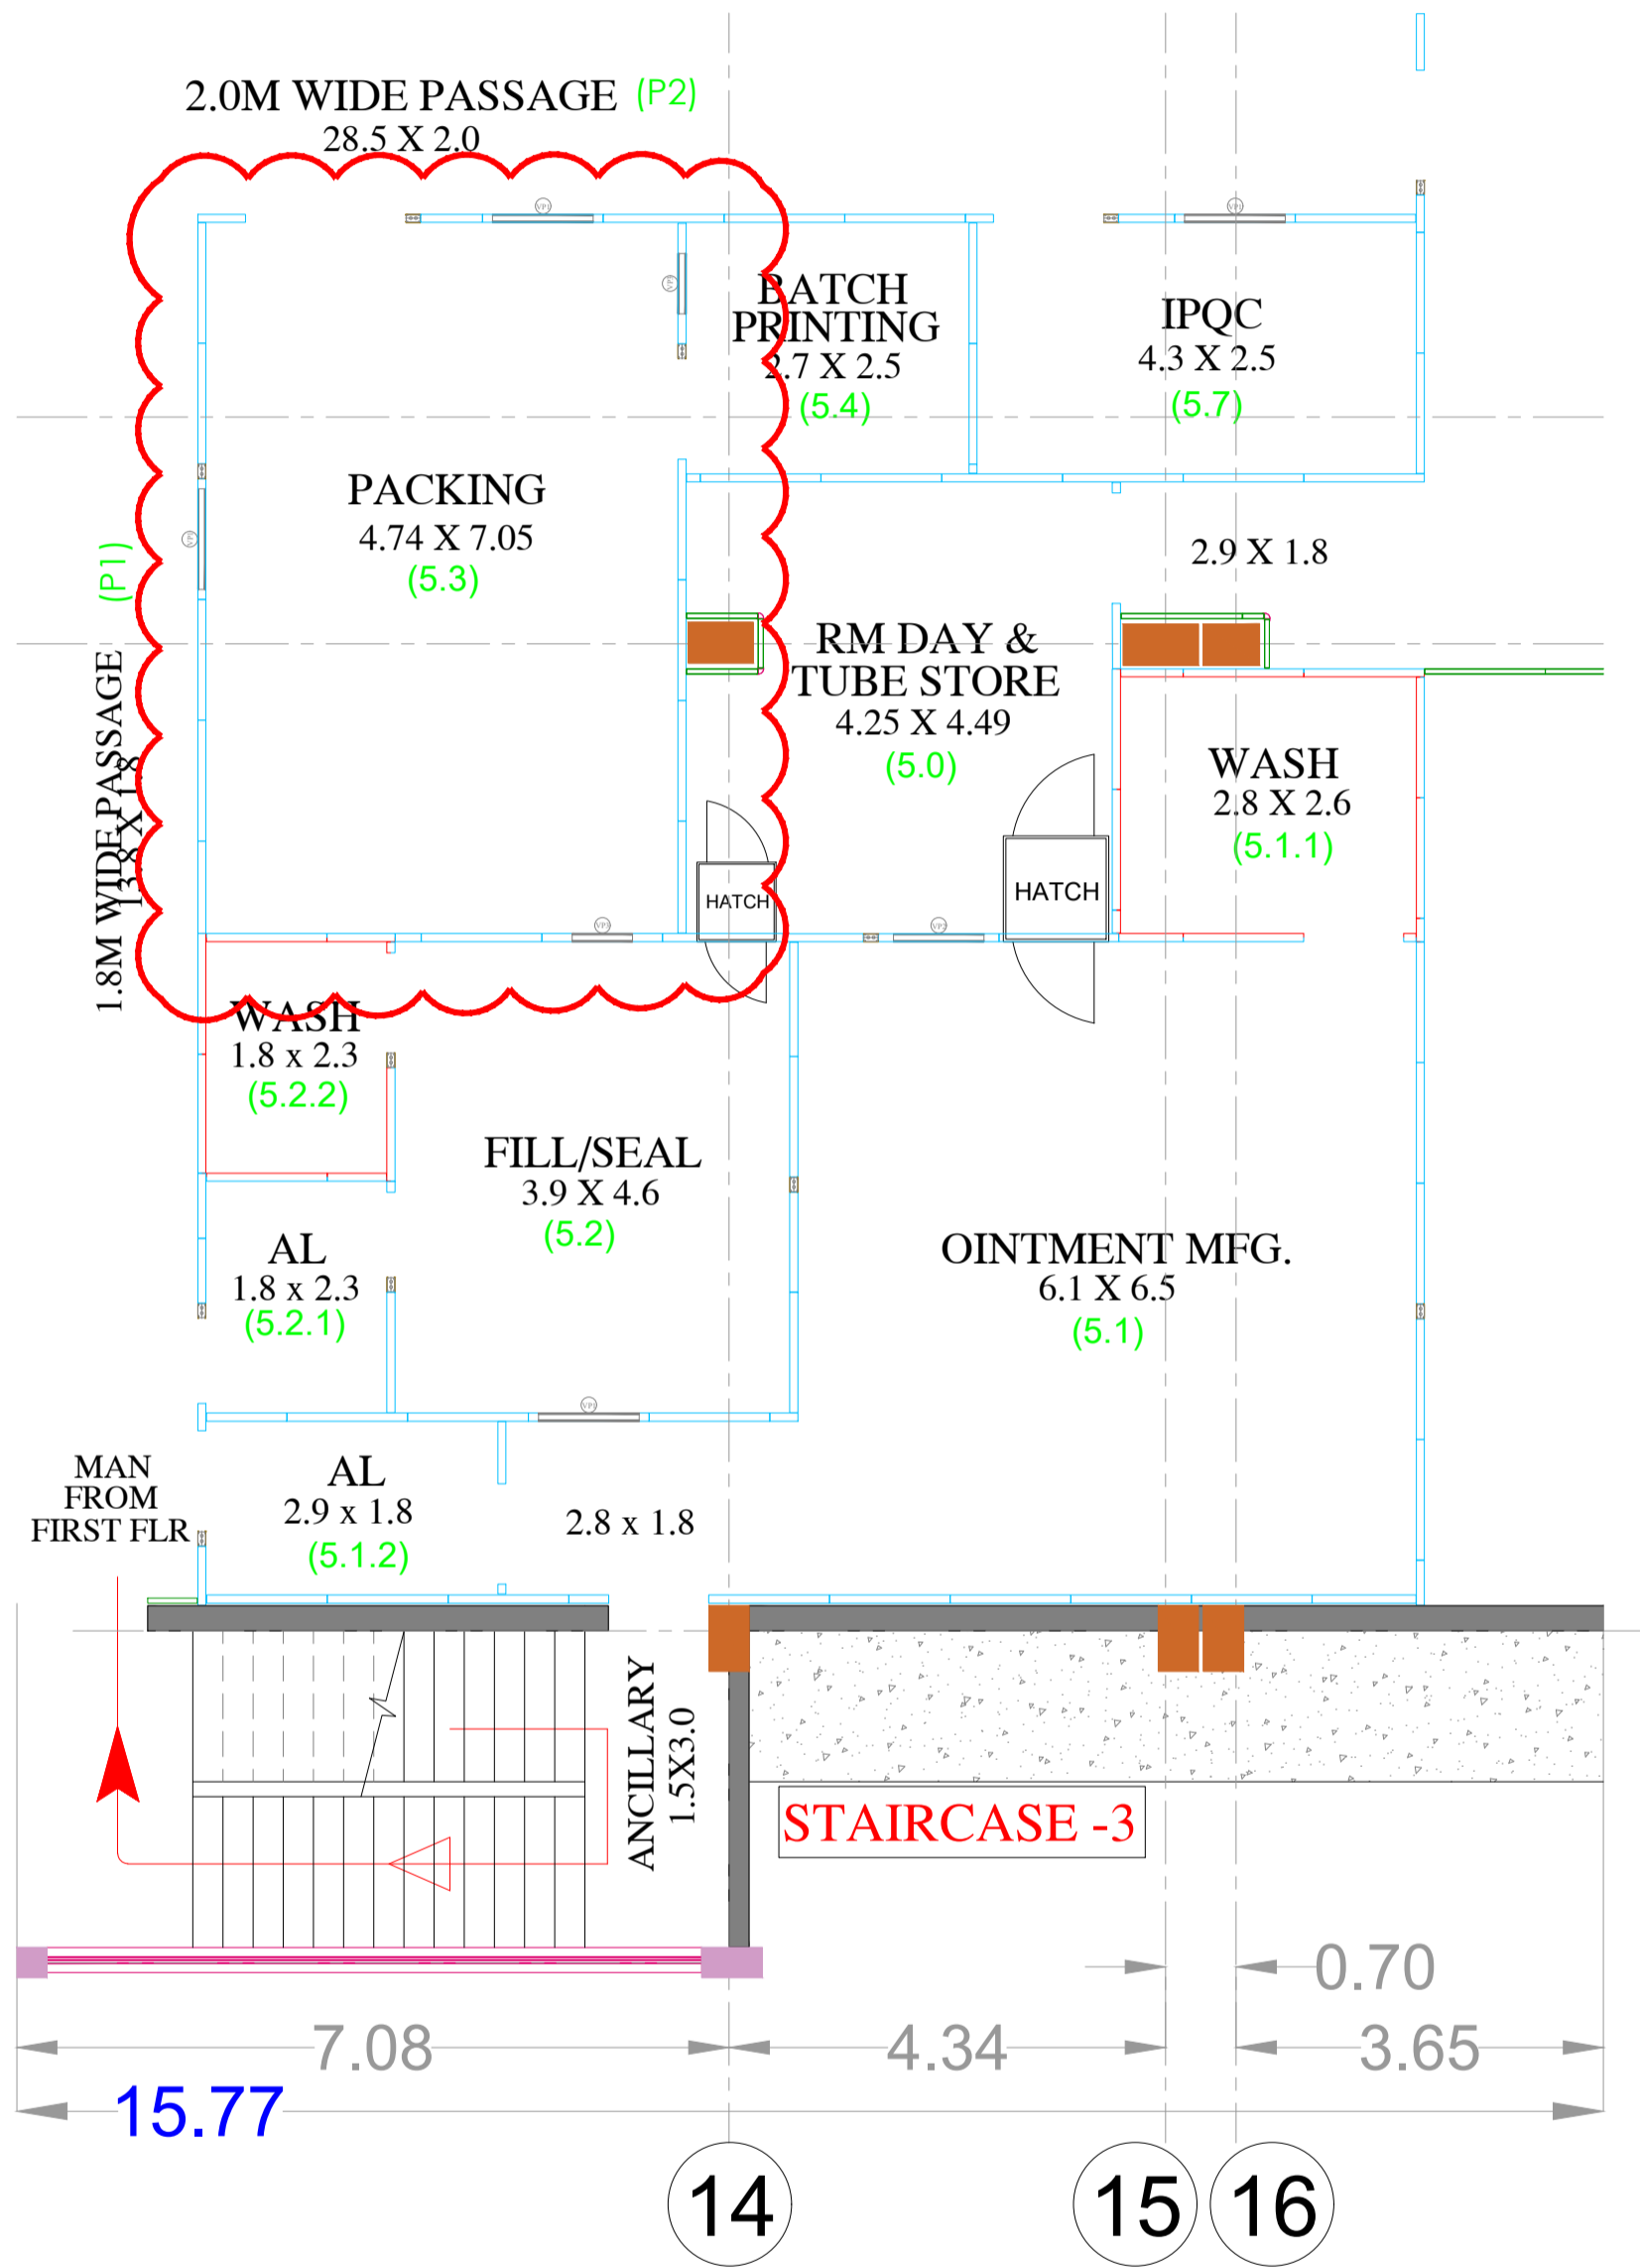 2.0M WIDE PASSAGE (P2)
28.5 X 2.0
VP1
VP1
BATCH
PRINTING
2.7 X 2.5
(5.4)
IPQC
4.3 X 2.5
(5.7)
PACKING
4.74 X 7.05
(5.3)
(P1)
1.8M WIDE PASSAGE
13.8 X 1.8
2.9 X 1.8
RM DAY &
TUBE STORE
4.25 X 4.49
(5.0)
WASH
2.8 X 2.6
(5.1.1)
HATCH
HATCH
VP3
VP2
WASH
1.8 x 2.3
(5.2.2)
FILL/SEAL
3.9 X 4.6
(5.2)
AL
1.8 x 2.3
(5.2.1)
OINTMENT MFG.
6.1 X 6.5
(5.1)
VP1
MAN
FROM
FIRST FLR
AL
2.9 x 1.8
(5.1.2)
2.8 x 1.8
ANCILLARY
1.5X3.0
STAIRCASE -3
0.70
7.08
4.34
3.65
15.77
14
15
16